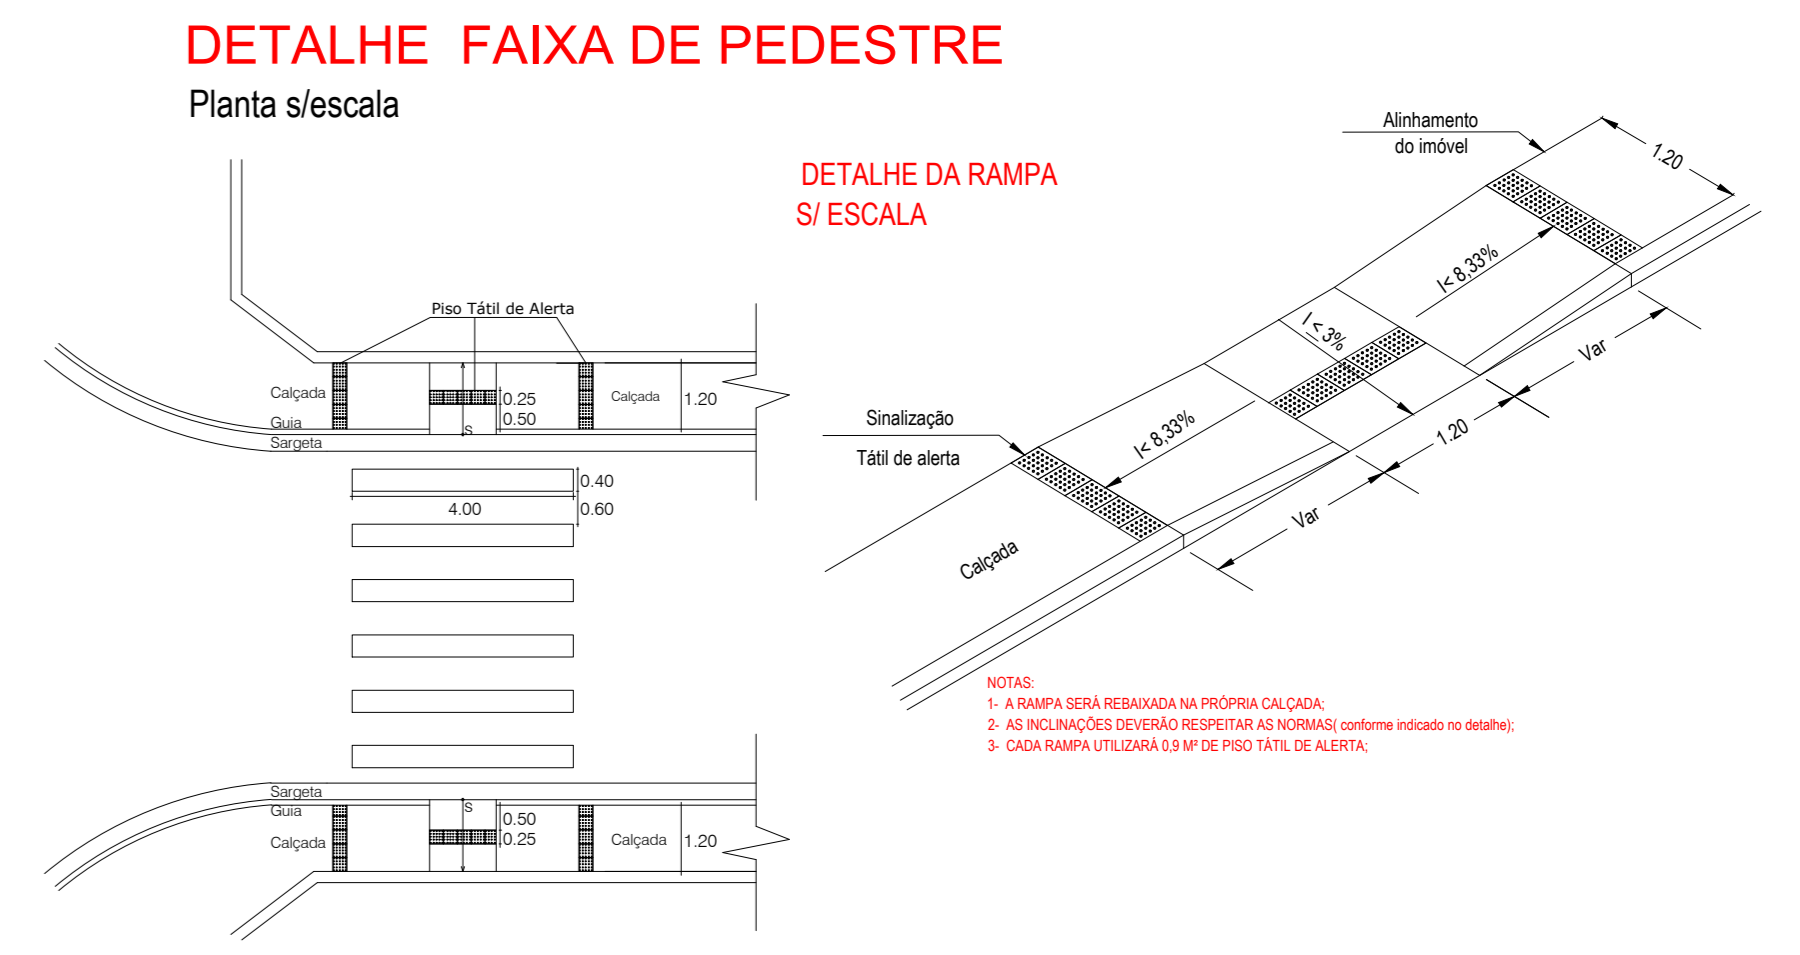 DETALHE FAIXA DE PEDESTRE
Planta s/escala
DETALHE DA RAMPA
S/ ESCALA
Piso Tátil de Alerta
Calçada
Guia
Sargeta
S
0.25
0.50
Calçada
1.20
0.40
4.00
0.60
Sargeta
Guia
Calçada
S
0.50
0.25
Calçada
1.20
Alinhamento
do imóvel
1.20
I< 8,33%
I < 3%
Var
Sinalização
Tátil de alerta
I< 8,33%
1.20
Var
Calçada
NOTAS:
1- A RAMPA SERÁ REBAIXADA NA PRÓPRIA CALÇADA;
2- AS INCLINAÇÕES DEVERÃO RESPEITAR AS NORMAS( conforme indicado no detalhe);
3- CADA RAMPA UTILIZARÁ 0,9 M² DE PISO TÁTIL DE ALERTA;